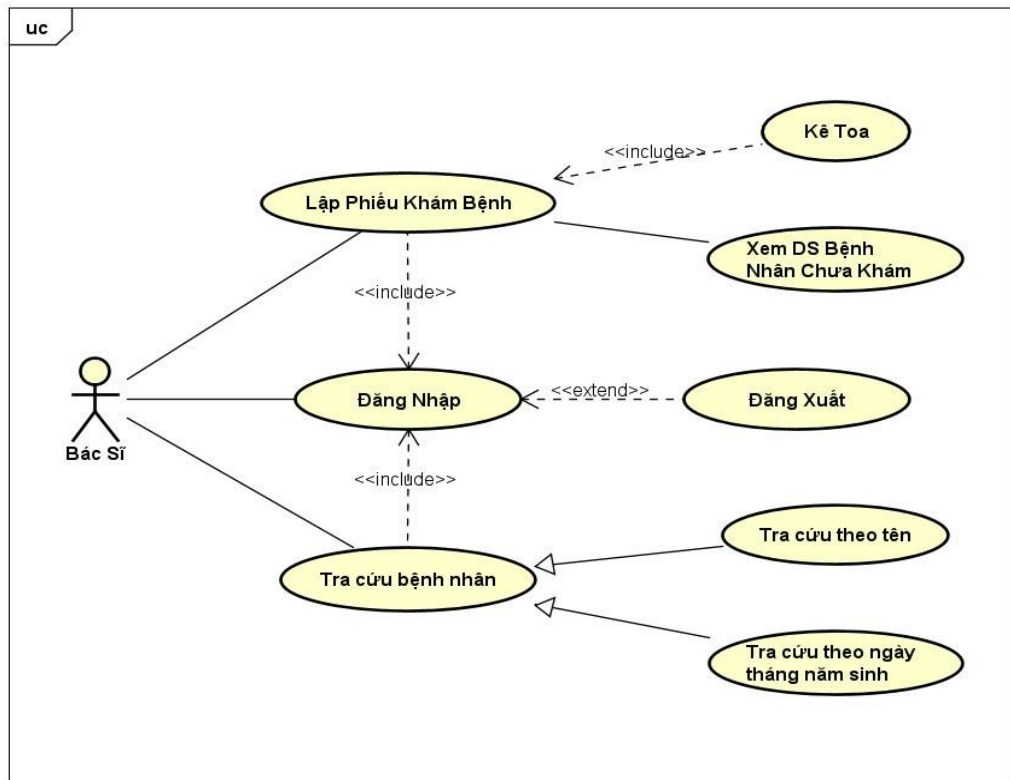 uc
Kê Toa
<<include>>
Lập Phiếu Khám Bệnh
Xem DS Bệnh
Nhân Chưa Khám
<<include>>
Đăng Nhập
<<extend>>
Đăng Xuất
Bác Sĩ
<<include>>
Tra cứu theo tên
Tra cứu bệnh nhân
Tra cứu theo ngày
tháng năm sinh